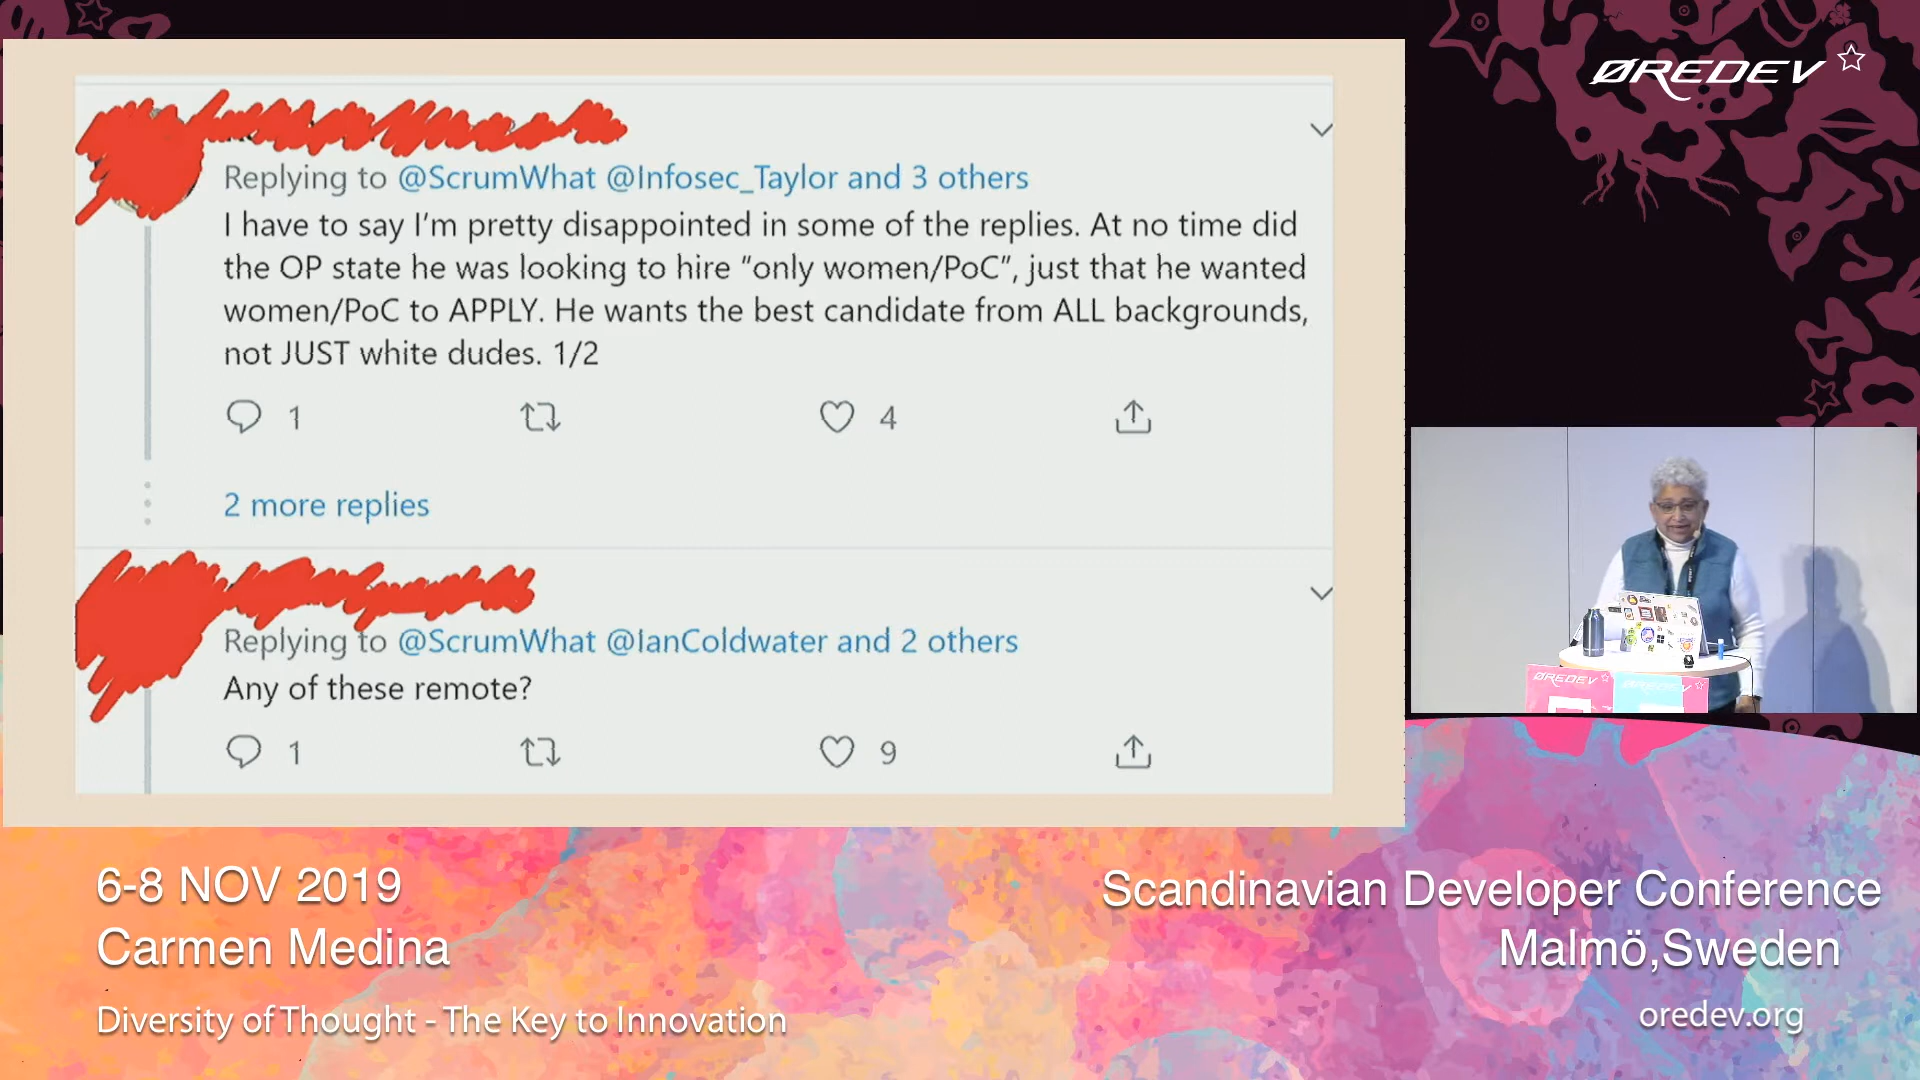 ØREDEV
Replying to @ScrumWhat @Infosec_Taylor and 3 others
I have to say I'm pretty disappointed in some of the replies. At no time did
the OP state he was looking to hire "only women/PoC", just that he wanted
women/PoC to APPLY. He wants the best candidate from ALL backgrounds,
not JUST white dudes. 1/2
1 4
2 more replies
Replying to @ScrumWhat @IanColdwater and 2 others
Any of these remote?
1 9
ØREDEV ØREDEV
6-8 NOV 2019
Carmen Medina
Diversity of Thought - The Key to Innovation
Scandinavian Developer Conference
Malmö,Sweden
oredev.org